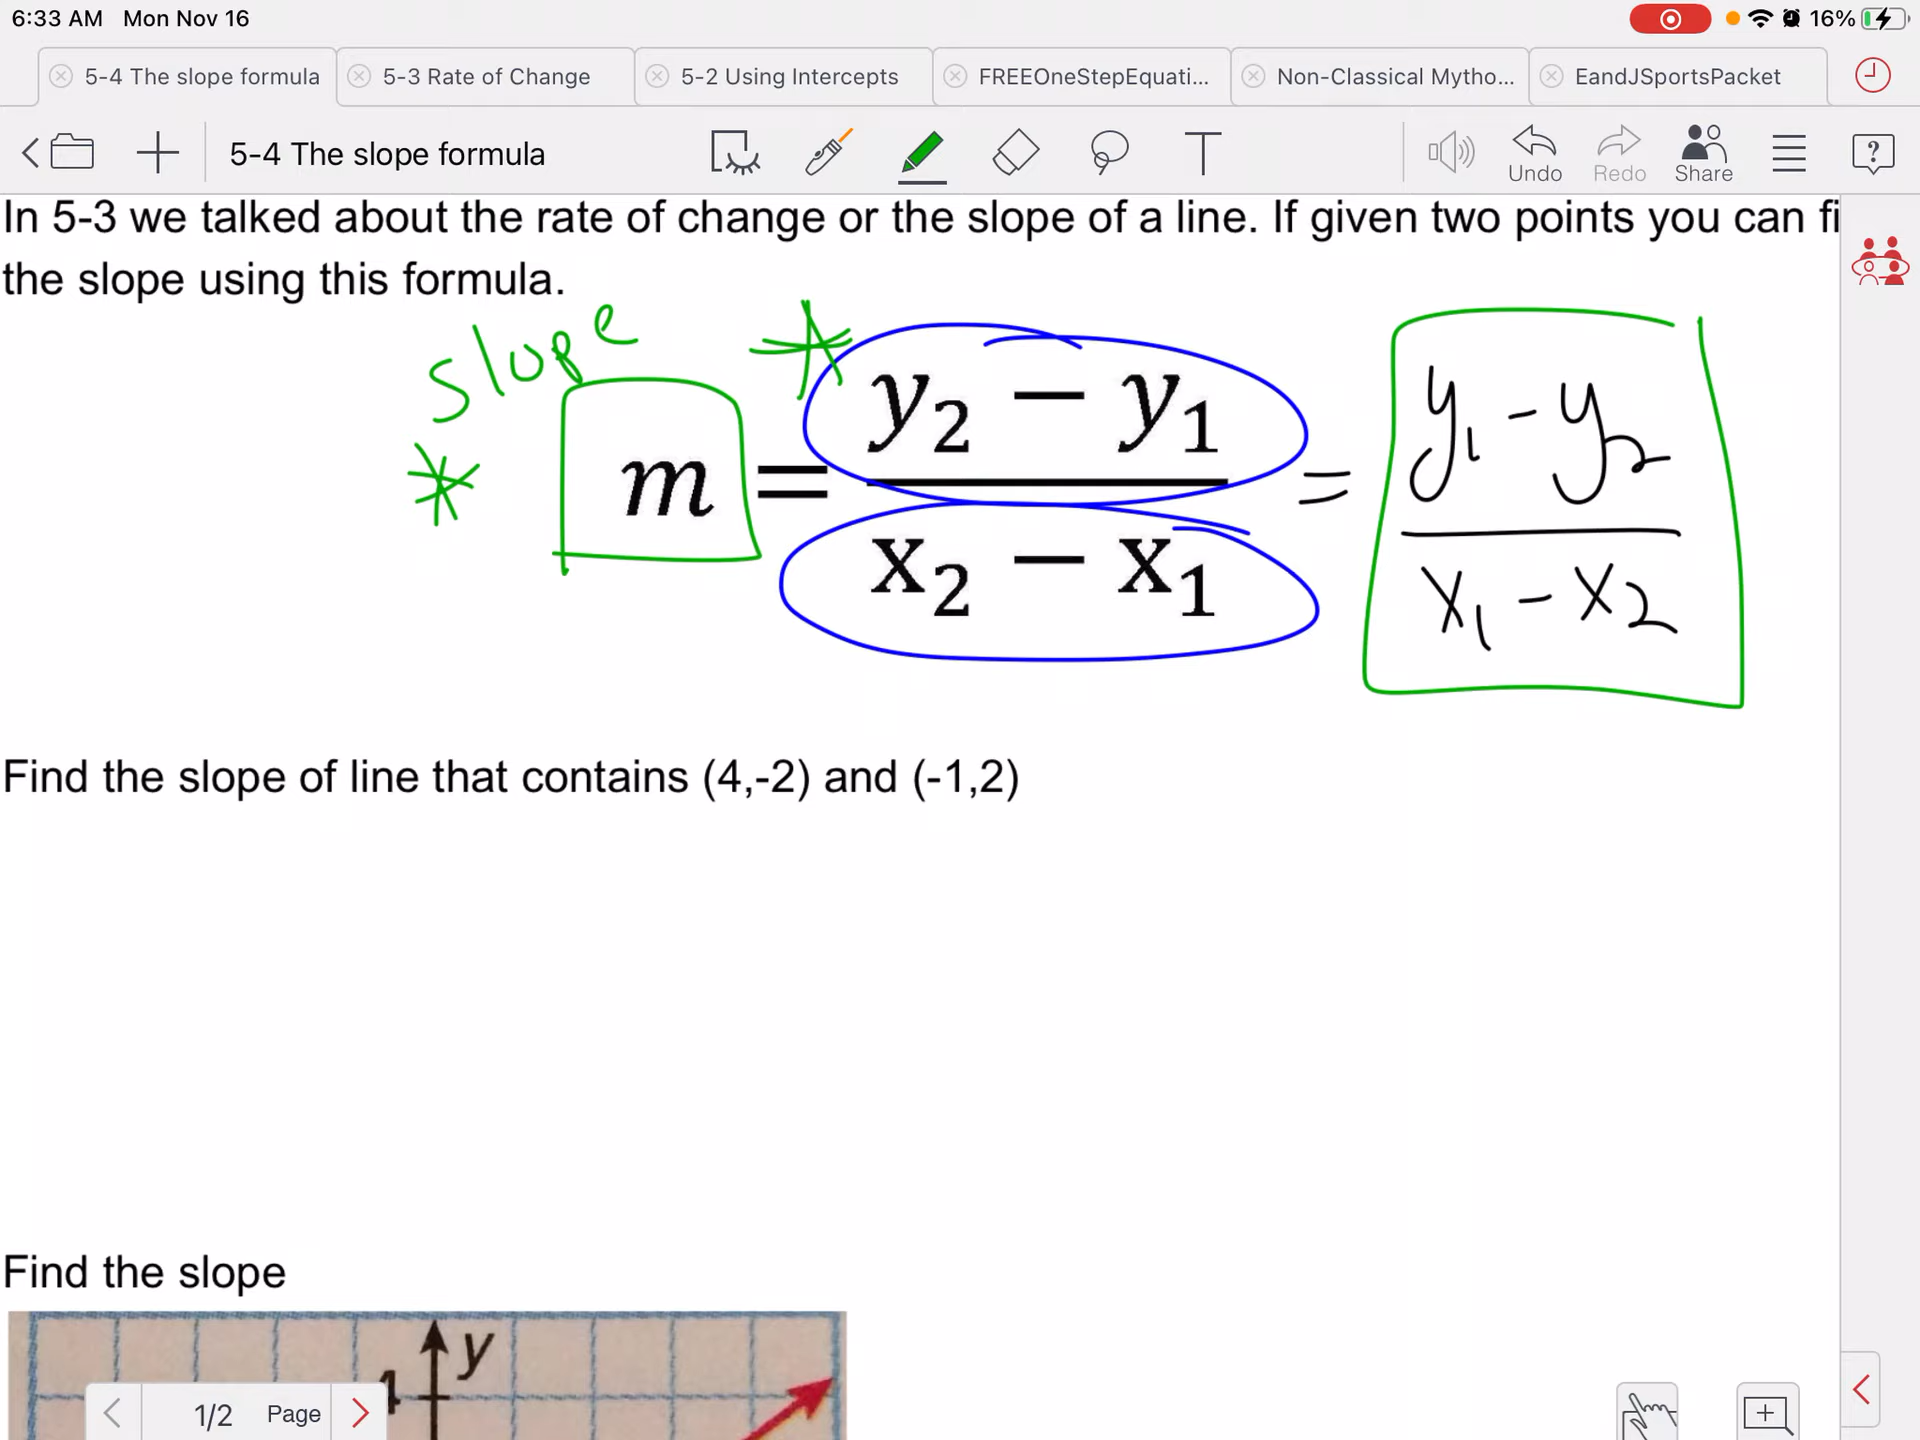 6:33 AM Mon Nov 16
16%
5-4 The slope formula
5-3 Rate of Change
5-2 Using Intercepts
FREEOneStepEquati...
Non-Classical Mytho...
EandJSportsPacket
5-4 The slope formula
T
Undo
Redo
Share
?
In 5-3 we talked about the rate of change or the slope of a line. If given two points you can fi
the slope using this formula.
slope
* m = * y₂ − y₁ / x₂ − x₁ = y₁ - y₂ / x₁ - x₂
Find the slope of line that contains (4,-2) and (-1,2)
Find the slope
y
4
1/2 Page